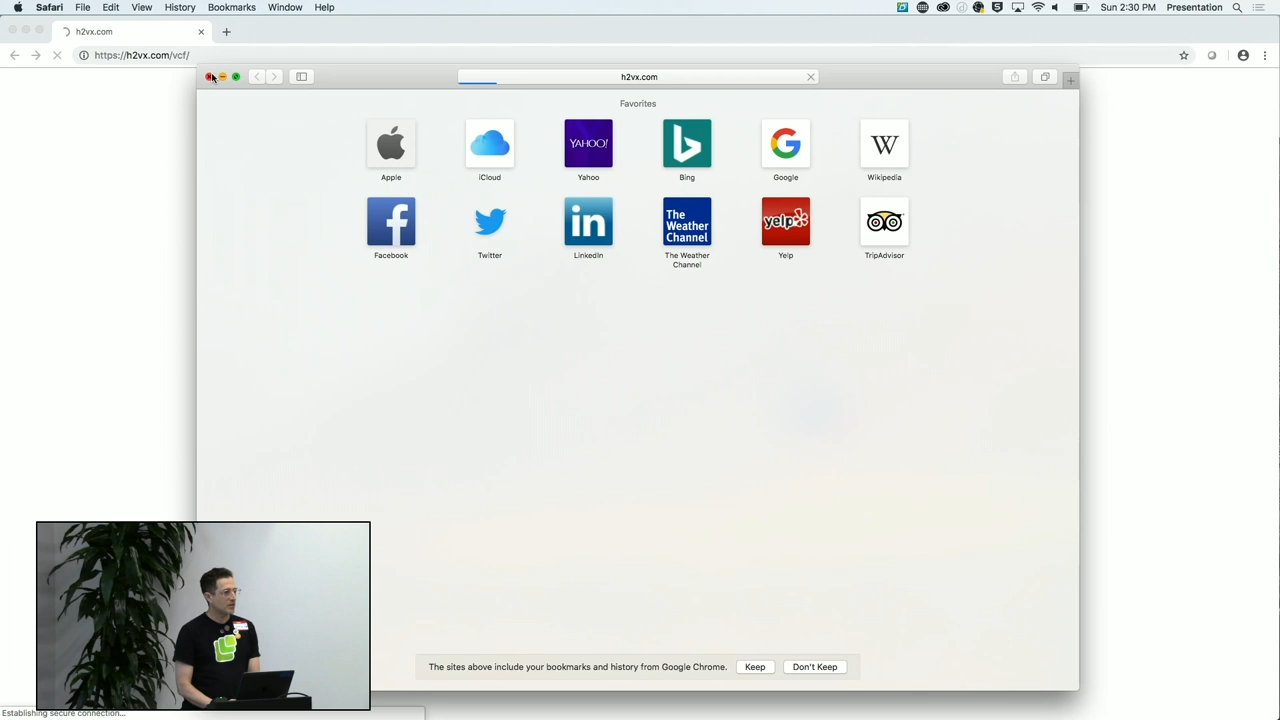 Safari File Edit View History Bookmarks Window Help
Sun 2:30 PM Presentation
h2vx.com
https://h2vx.com/vcf/
h2vx.com
Favorites
YAHOO!
Apple iCloud Yahoo Bing Google Wikipedia
The Weather Channel
yelp
Facebook Twitter LinkedIn The Weather Channel Yelp TripAdvisor
The sites above include your bookmarks and history from Google Chrome. Keep Don't Keep
Establishing secure connection...